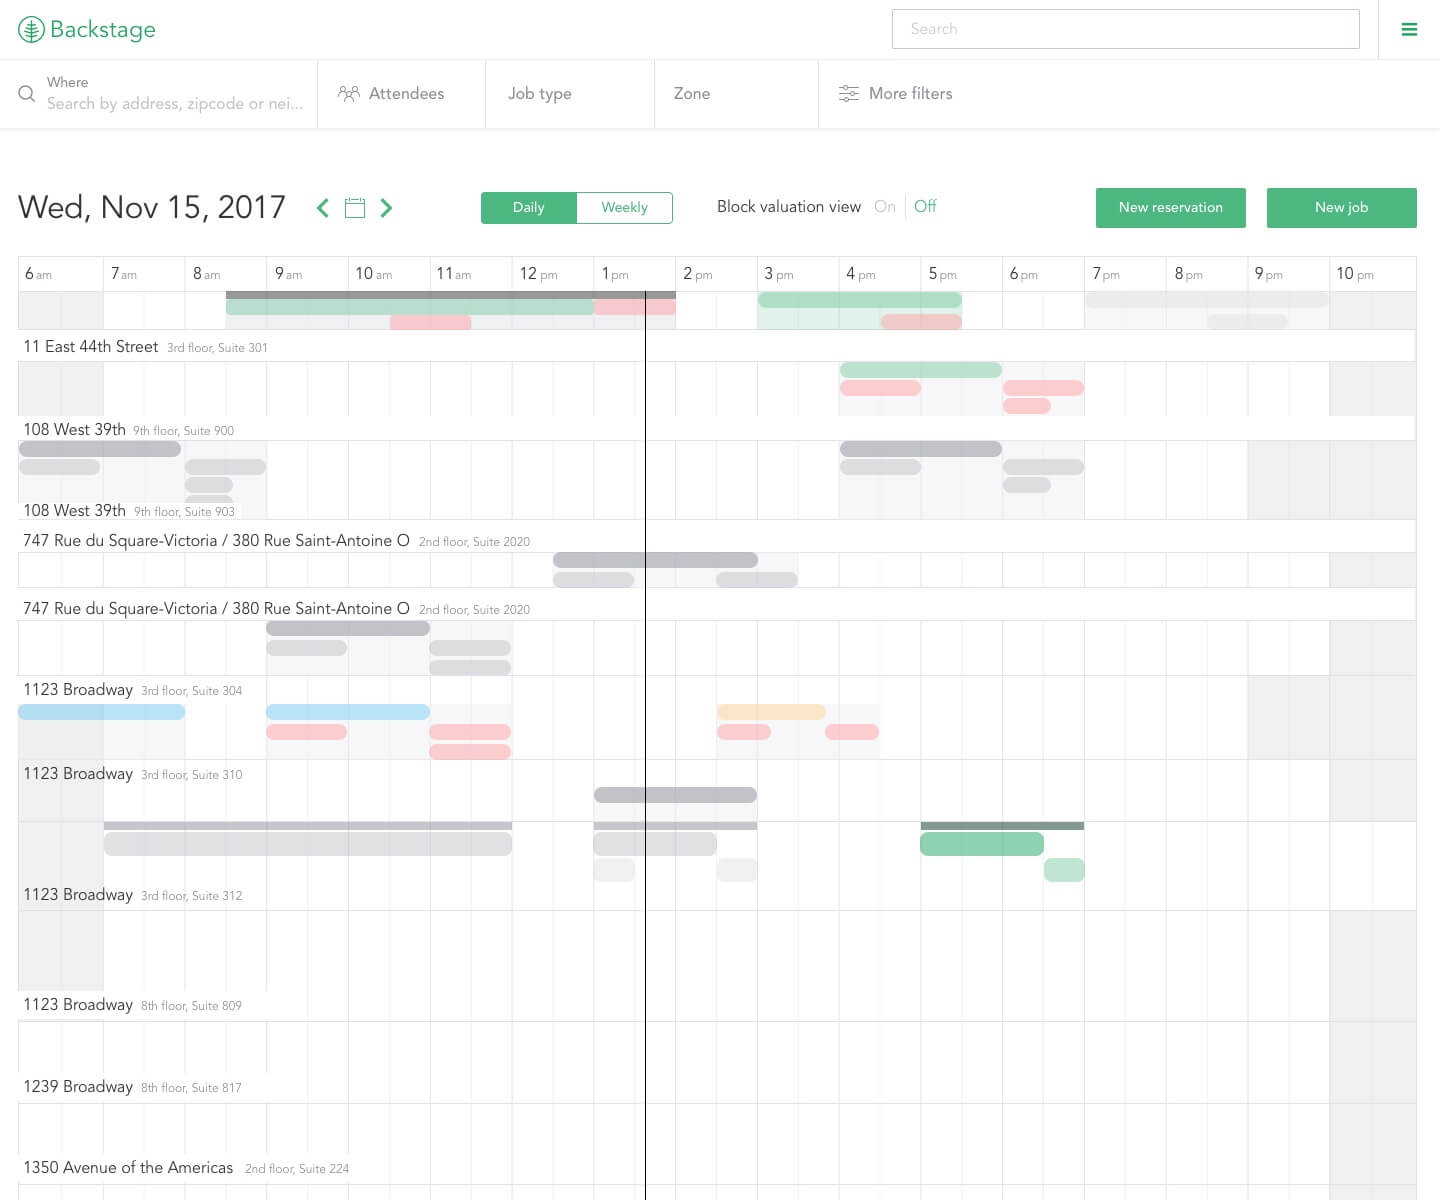 Backstage
Search
Where
Search by address, zipcode or nei...
Attendees
Job type
Zone
More filters
Wed, Nov 15, 2017
Daily
Weekly
Block valuation view
On
Off
New reservation
New job
6 am 7 am 8 am 9 am 10 am 11 am 12 pm 1 pm 2 pm 3 pm 4 pm 5 pm 6 pm 7 pm 8 pm 9 pm 10 pm
11 East 44th Street 3rd floor, Suite 301
108 West 39th 9th floor, Suite 900
108 West 39th 9th floor, Suite 903
747 Rue du Square-Victoria / 380 Rue Saint-Antoine O 2nd floor, Suite 2020
747 Rue du Square-Victoria / 380 Rue Saint-Antoine O 2nd floor, Suite 2020
1123 Broadway 3rd floor, Suite 304
1123 Broadway 3rd floor, Suite 310
1123 Broadway 3rd floor, Suite 312
1123 Broadway 8th floor, Suite 809
1239 Broadway 8th floor, Suite 817
1350 Avenue of the Americas 2nd floor, Suite 224